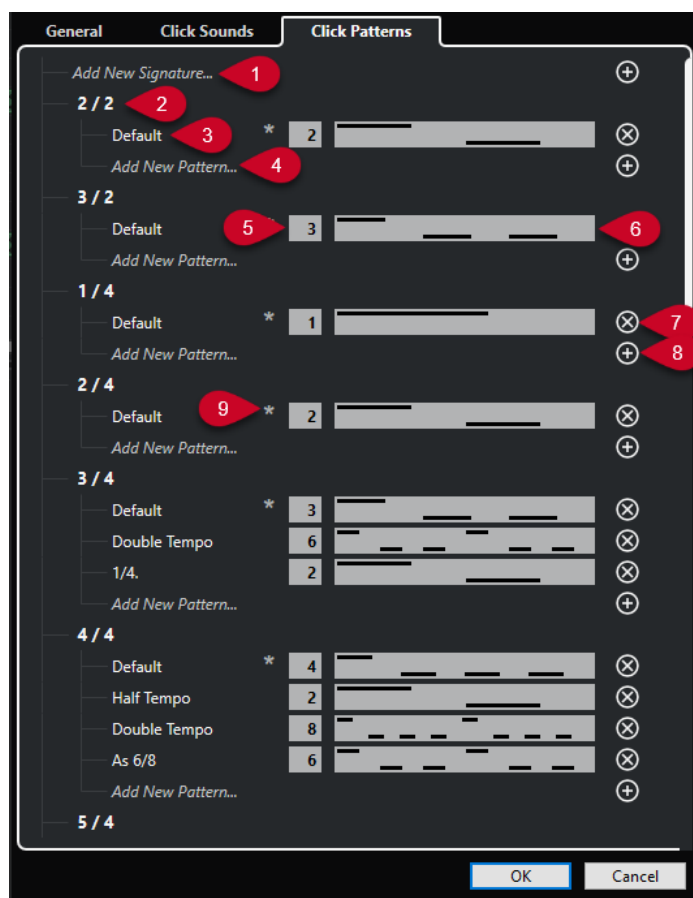 General Click Sounds Click Patterns
Add New Signature... 1
2 / 2 2
Default 3 * 2
Add New Pattern... 4
3 / 2
Default 5 * 3 6
Add New Pattern...
1 / 4
Default * 1 7
Add New Pattern... 8
2 / 4
Default 9 * 2
Add New Pattern...
3 / 4
Default * 3
Double Tempo 6
1/4. 2
Add New Pattern...
4 / 4
Default * 4
Half Tempo 2
Double Tempo 8
As 6/8 6
Add New Pattern...
5 / 4
OK Cancel